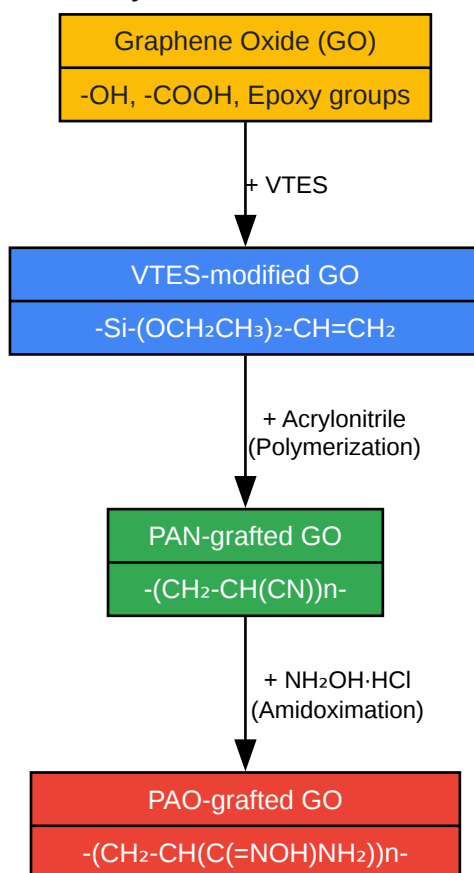 Graphene Oxide (GO)
-OH, -COOH, Epoxy groups
+ VTES
VTES-modified GO
-Si-(OCH₂CH₃)₂-CH=CH₂
+ Acrylonitrile
(Polymerization)
PAN-grafted GO
-(CH₂-CH(CN))n-
+ NH₂OH·HCl
(Amidoximation)
PAO-grafted GO
-(CH₂-CH(C(=NOH)NH₂))n-